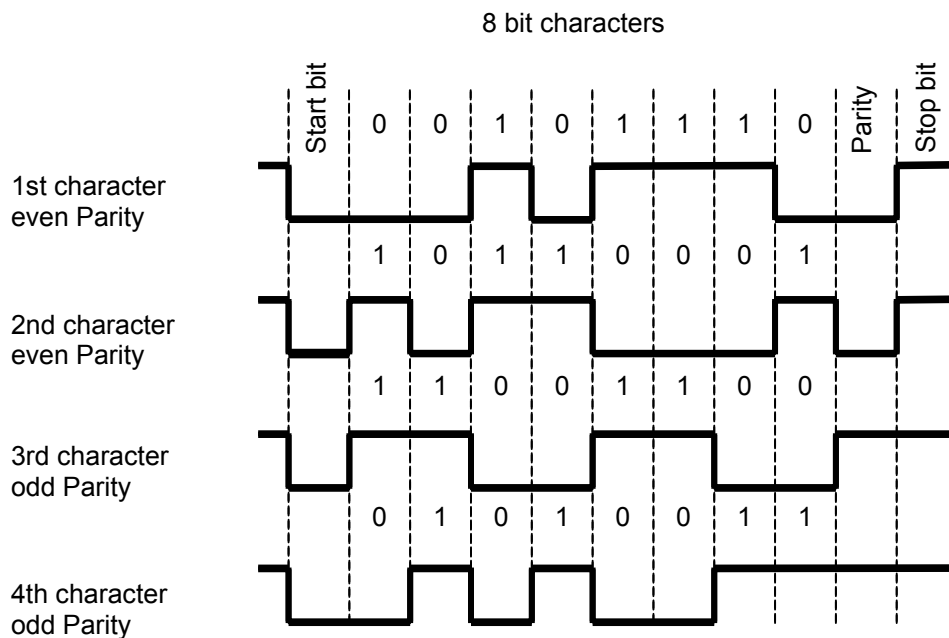 8 bit characters
Start bit 0 0 1 0 1 1 1 0 Parity Stop bit
1st character
even Parity
1 0 1 1 0 0 0 1
2nd character
even Parity
1 1 0 0 1 1 0 0
3rd character
odd Parity
0 1 0 1 0 0 1 1
4th character
odd Parity